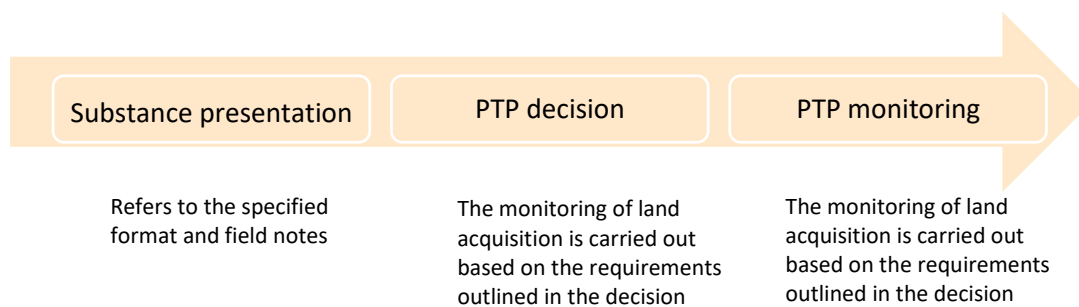 Substance presentation
PTP decision
PTP monitoring
Refers to the specified
format and field notes
The monitoring of land
acquisition is carried out
based on the requirements
outlined in the decision
The monitoring of land
acquisition is carried out
based on the requirements
outlined in the decision